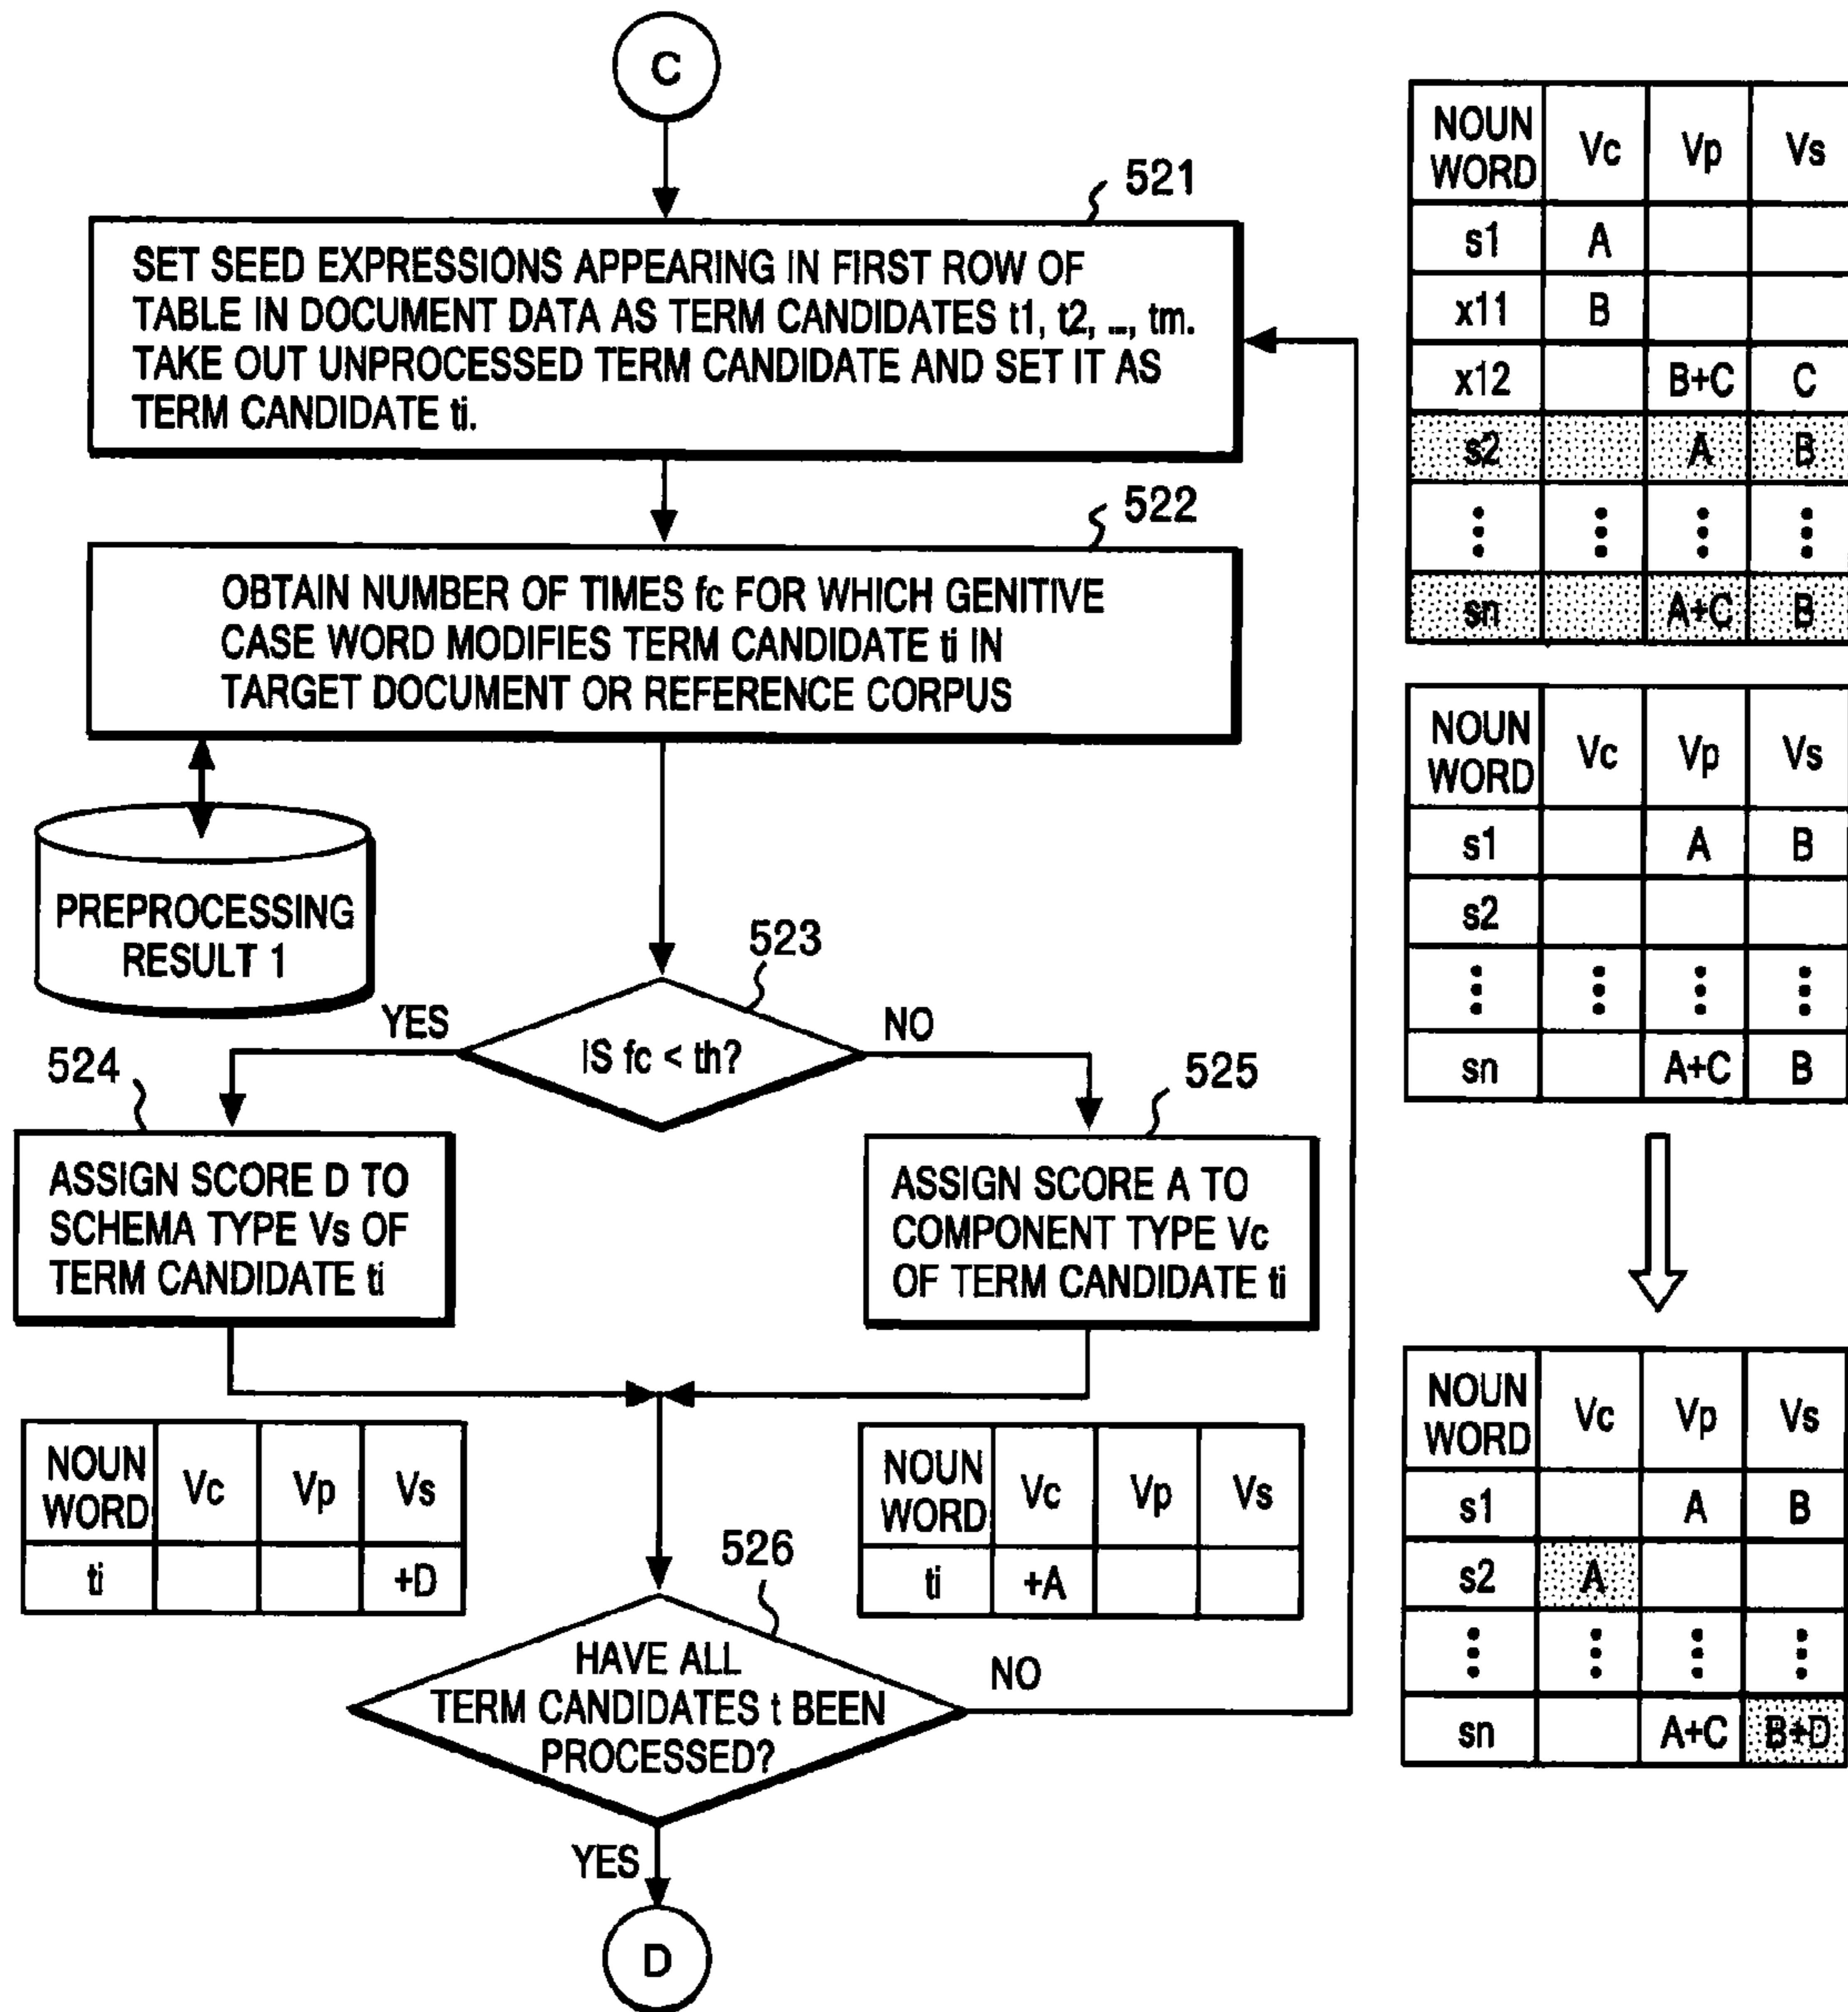 C
521
SET SEED EXPRESSIONS APPEARING IN FIRST ROW OF
TABLE IN DOCUMENT DATA AS TERM CANDIDATES t1, t2, ..., tm.
TAKE OUT UNPROCESSED TERM CANDIDATE AND SET IT AS
TERM CANDIDATE ti.
522
OBTAIN NUMBER OF TIMES fc FOR WHICH GENITIVE
CASE WORD MODIFIES TERM CANDIDATE ti IN
TARGET DOCUMENT OR REFERENCE CORPUS
PREPROCESSING
RESULT 1
523
IS fc < th?
YES
NO
524
ASSIGN SCORE D TO
SCHEMA TYPE Vs OF
TERM CANDIDATE ti
525
ASSIGN SCORE A TO
COMPONENT TYPE Vc
OF TERM CANDIDATE ti
NOUN
WORD Vc Vp Vs
ti +D
NOUN
WORD Vc Vp Vs
ti +A
526
HAVE ALL
TERM CANDIDATES t BEEN
PROCESSED?
NO
YES
D
NOUN
WORD Vc Vp Vs
s1 A
x11 B
x12 B+C C
s2 A B
sn A+C B
NOUN
WORD Vc Vp Vs
s1 A B
s2
sn A+C B
NOUN
WORD Vc Vp Vs
s1 A B
s2 A
sn A+C B+D